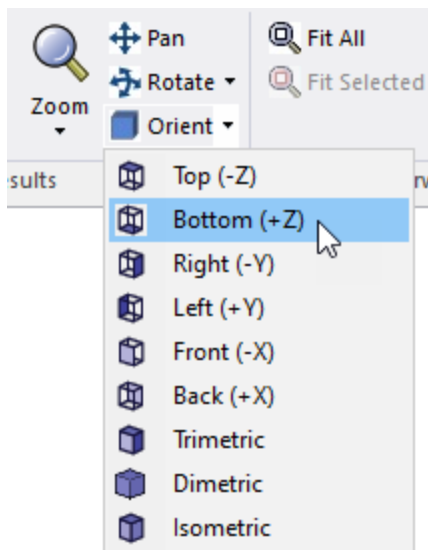 Pan
Fit All
Rotate
Fit Selected
Zoom
Orient
sults
Top (-Z)
Bottom (+Z)
Right (-Y)
Left (+Y)
Front (-X)
Back (+X)
Trimetric
Dimetric
Isometric